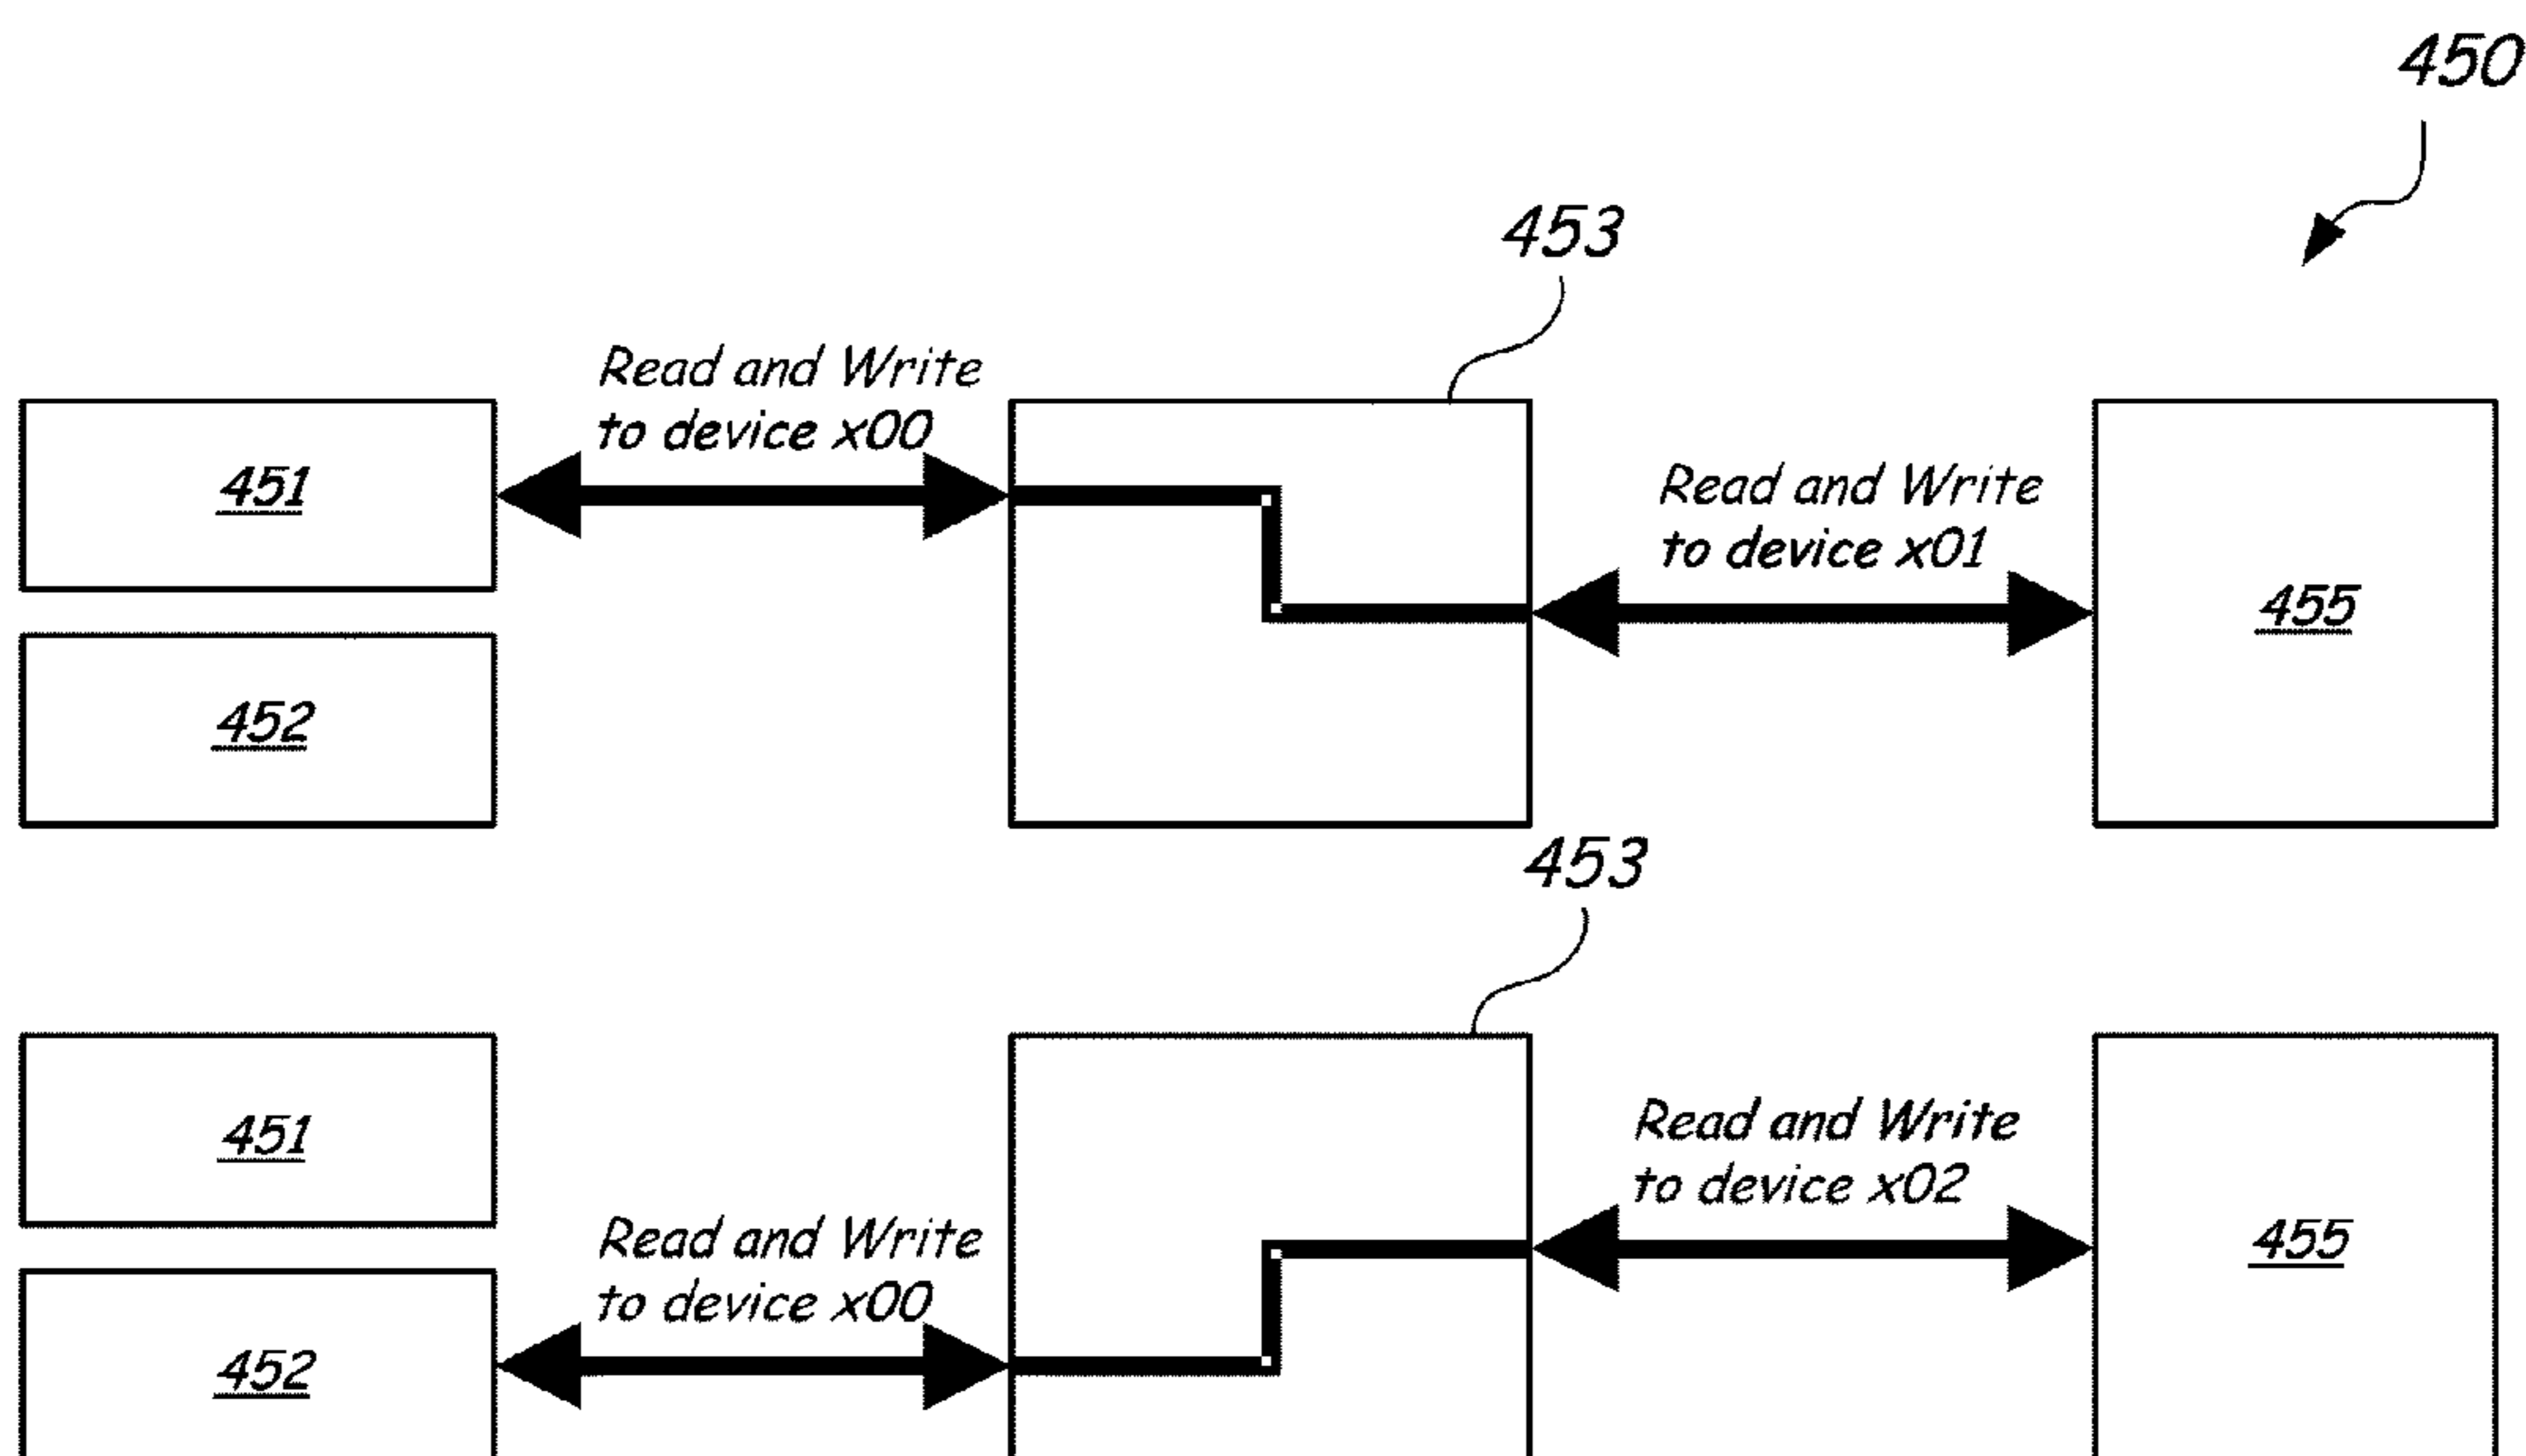 450
453
Read and Write
to device x00
451
Read and Write
to device x01
455
452
453
451
Read and Write
to device x02
455
Read and Write
to device x00
452